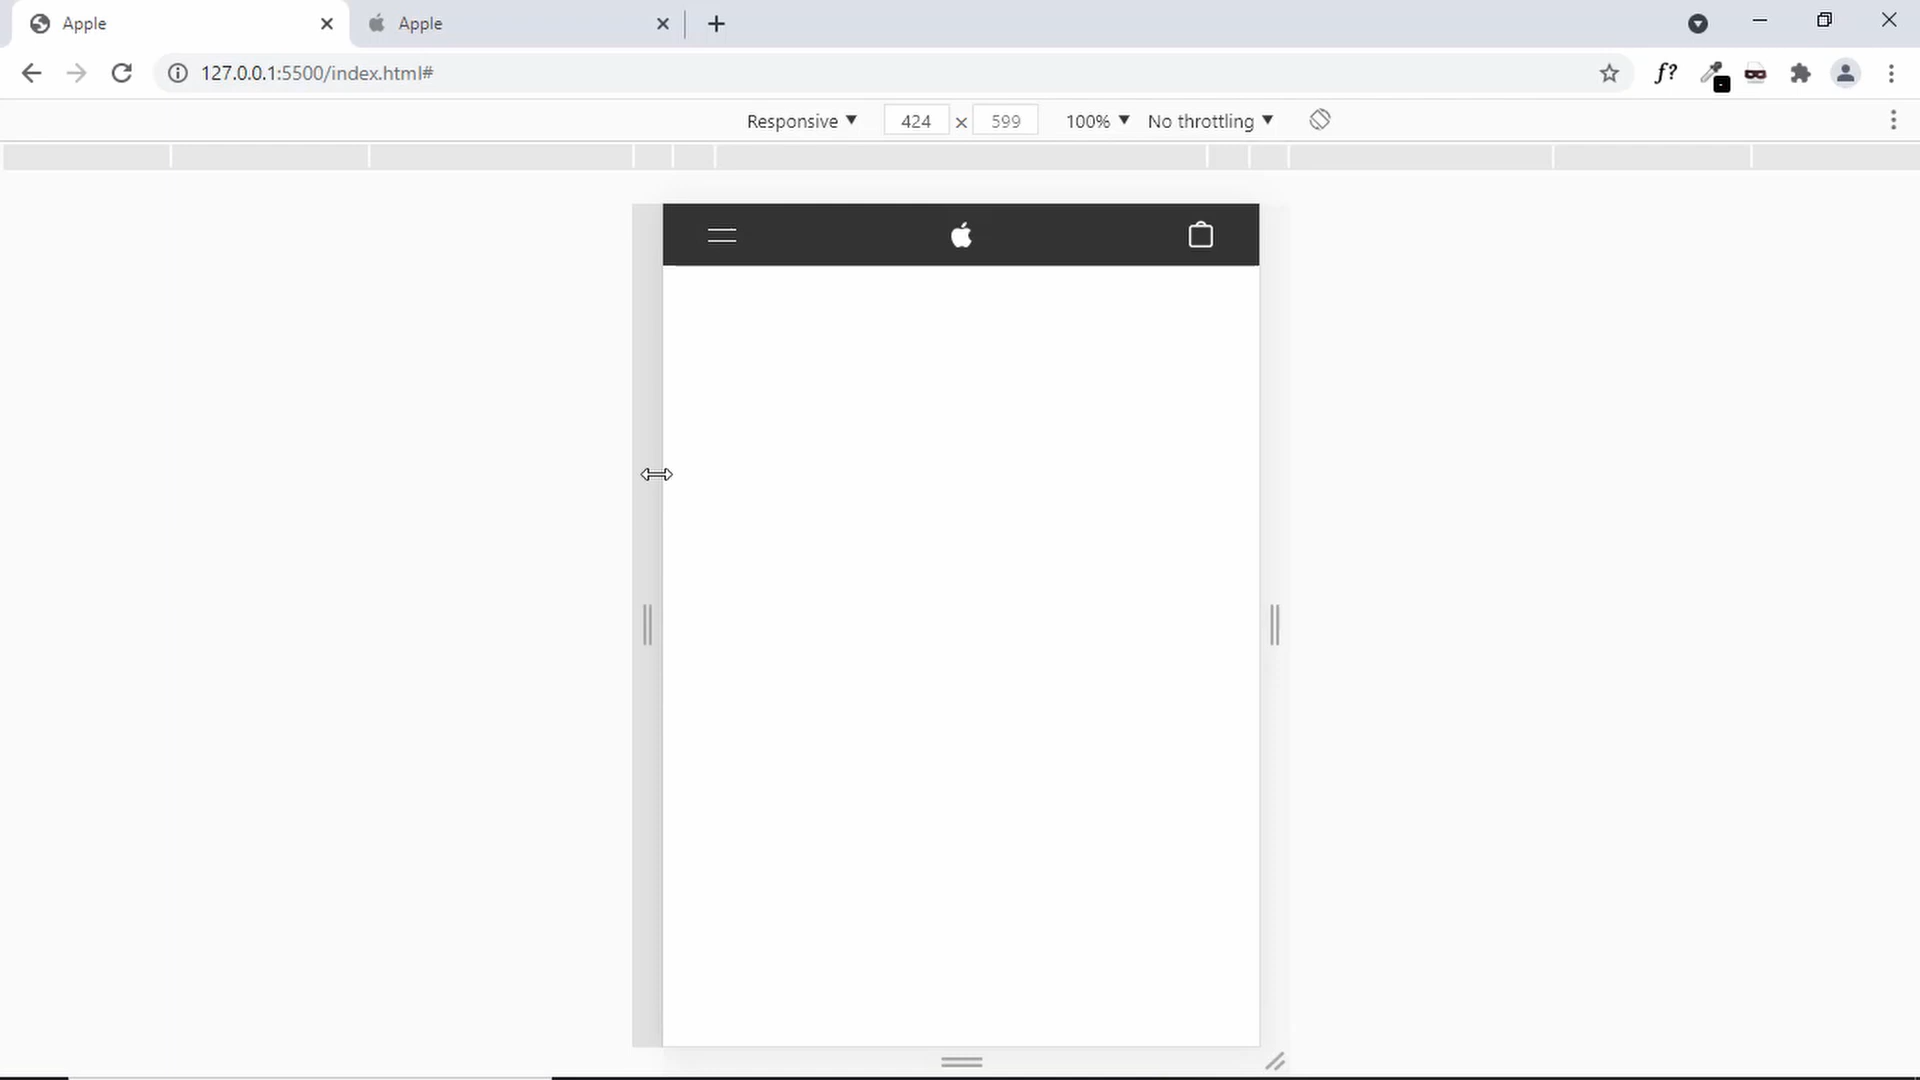 Apple
Apple
127.0.0.1:5500/index.html#
f?
Responsive 424 × 599 100% No throttling